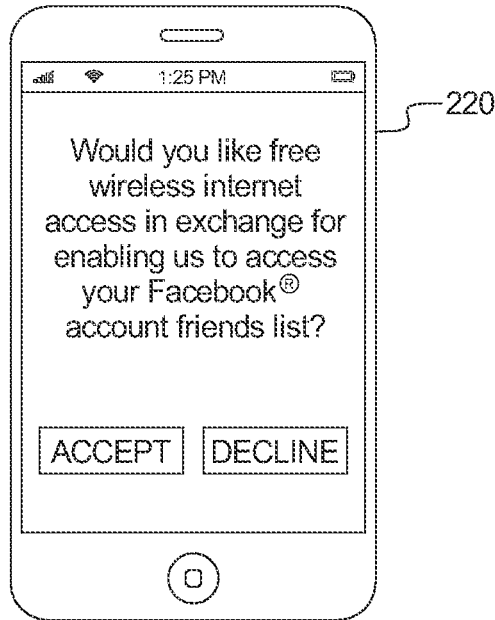 1:25 PM
220
Would you like free
wireless internet
access in exchange for
enabling us to access
your Facebook®
account friends list?
ACCEPT DECLINE